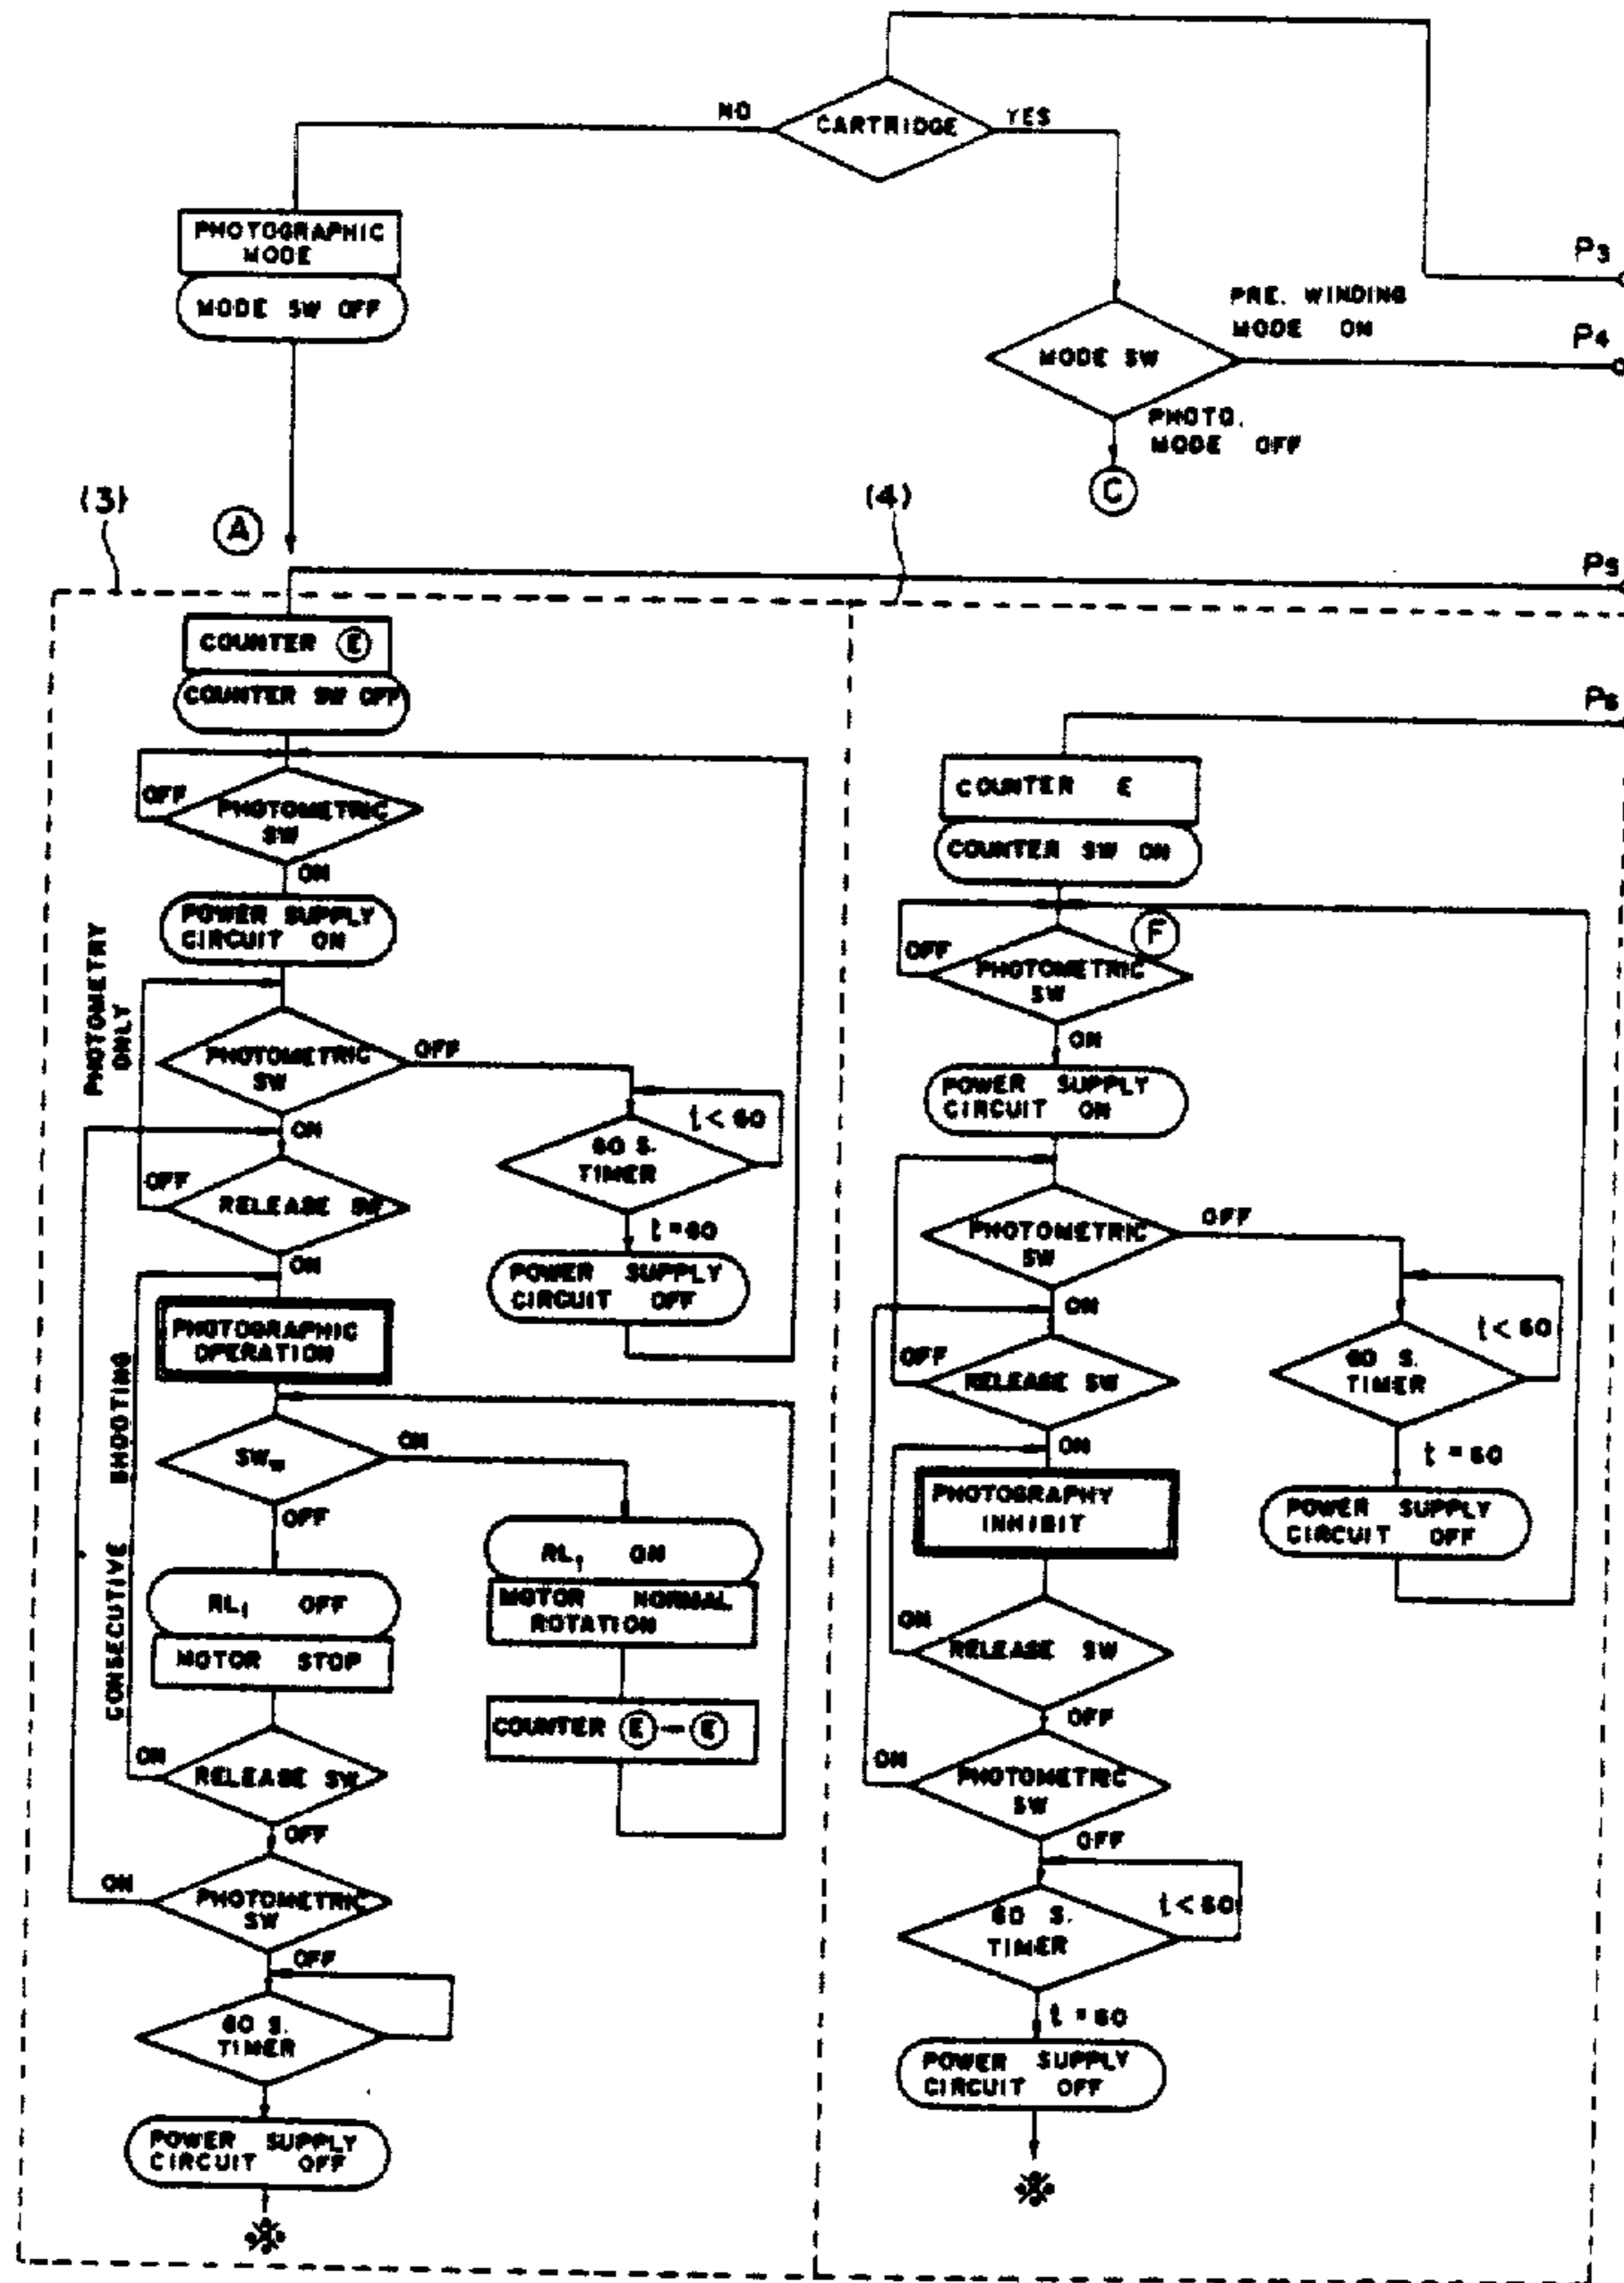 NO
CARTRIDGE
YES
PHOTOGRAPHIC
MODE
MODE SW OFF
P3
PRE. WINDING
MODE ON
P4
MODE SW
PHOTO.
MODE OFF
C
(3)
A
(4)
P5
COUNTER E
COUNTER SW OFF
OFF
PHOTOMETRIC
SW
ON
POWER SUPPLY
CIRCUIT ON
PHOTOMETRY
ONLY
PHOTOMETRIC
SW
OFF
ON
t < 60
60 S.
TIMER
OFF
RELEASE SW
t = 60
ON
POWER SUPPLY
CIRCUIT OFF
PHOTOGRAPHIC
OPERATION
CONSECUTIVE SHOOTING
SWw
ON
OFF
RL1 ON
MOTOR NORMAL
ROTATION
RL1 OFF
MOTOR STOP
COUNTER E — E
ON
RELEASE SW
OFF
ON
PHOTOMETRIC
SW
OFF
60 S.
TIMER
POWER SUPPLY
CIRCUIT OFF
※
P6
COUNTER E
COUNTER SW ON
F
OFF
PHOTOMETRIC
SW
ON
POWER SUPPLY
CIRCUIT ON
PHOTOMETRIC
SW
OFF
ON
t < 60
60 S.
TIMER
OFF
RELEASE SW
ON
t = 60
PHOTOGRAPHY
INHIBIT
POWER SUPPLY
CIRCUIT OFF
ON
RELEASE SW
OFF
ON
PHOTOMETRIC
SW
OFF
t < 60
60 S.
TIMER
t = 60
POWER SUPPLY
CIRCUIT OFF
※